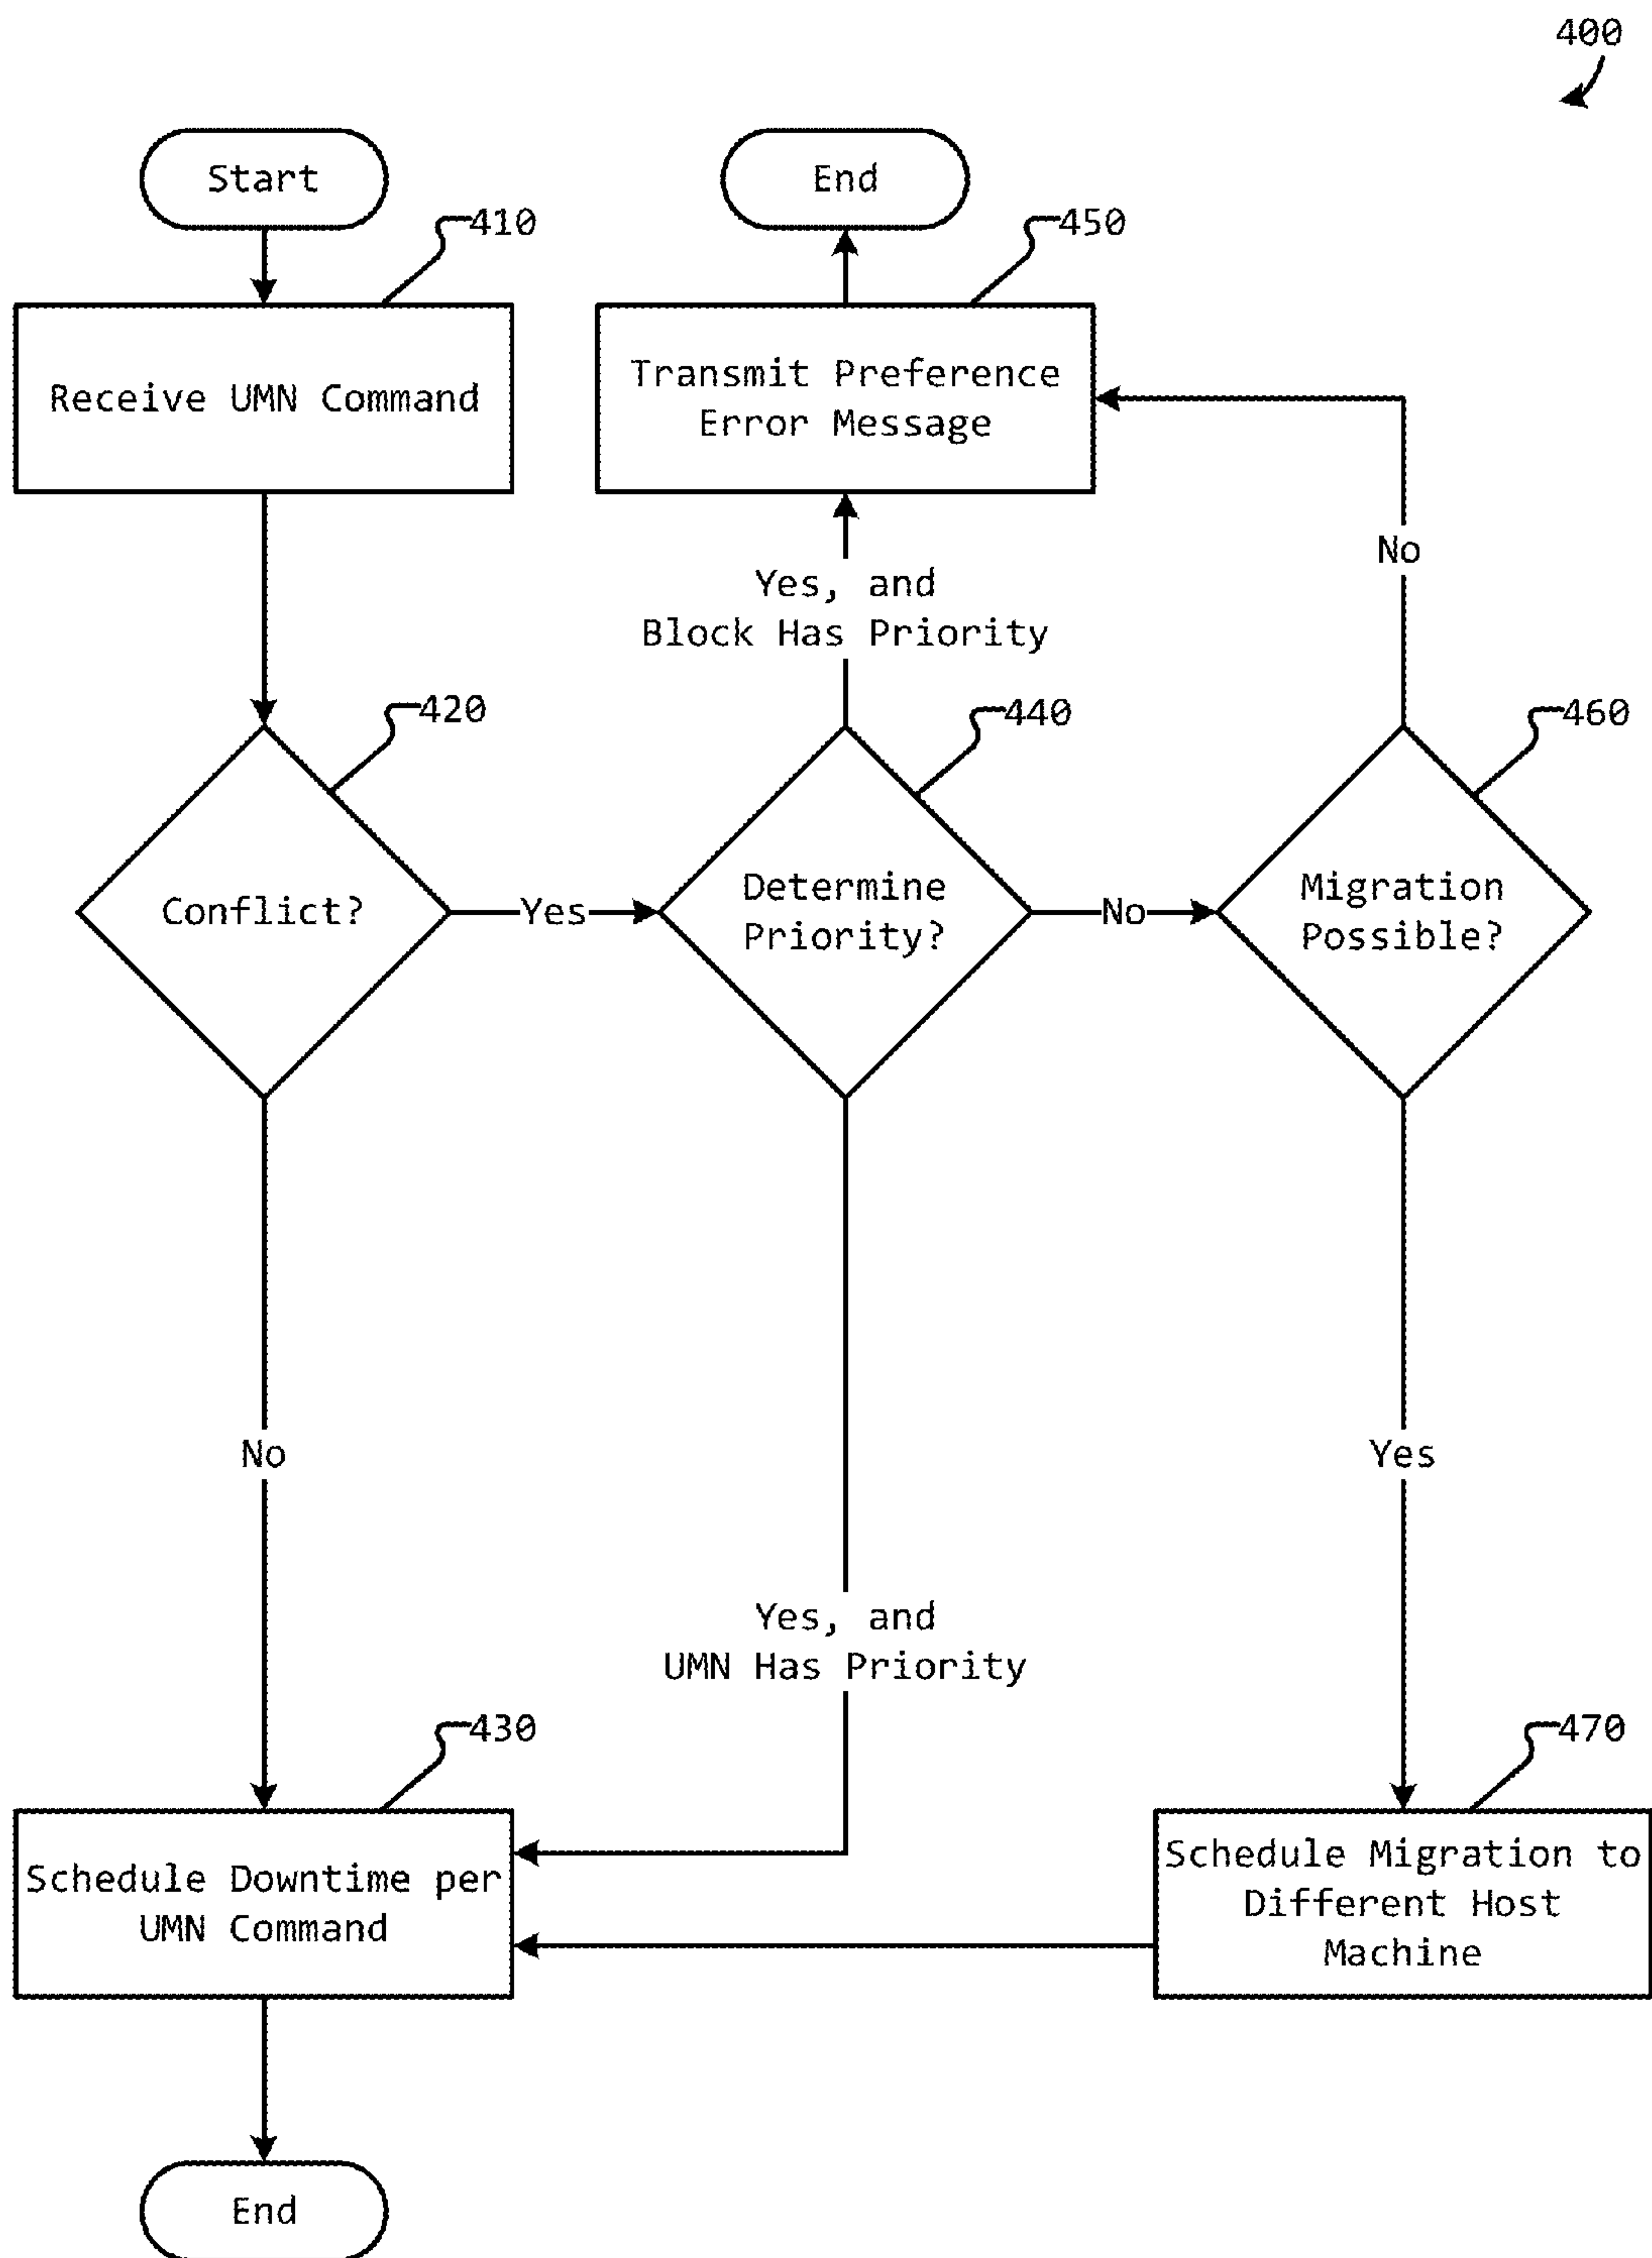 400
Start
End
410
450
Receive UMN Command
Transmit Preference
Error Message
No
Yes, and
Block Has Priority
420
440
460
Conflict?
Yes
Determine
Priority?
No
Migration
Possible?
No
Yes
Yes, and
UMN Has Priority
430
470
Schedule Downtime per
UMN Command
Schedule Migration to
Different Host
Machine
End